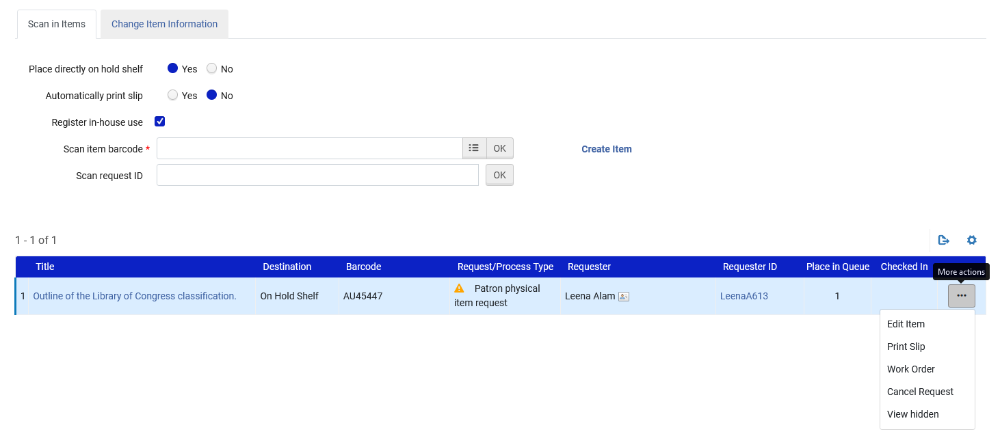 Scan in Items Change Item Information
Place directly on hold shelf Yes No
Automatically print slip Yes No
Register in-house use
Scan item barcode * OK Create Item
Scan request ID OK
1 - 1 of 1
Title Destination Barcode Request/Process Type Requester Requester ID Place in Queue Checked In
More actions
1 Outline of the Library of Congress classification. On Hold Shelf AU45447 Patron physical item request Leena Alam LeenaA613 1
Edit Item
Print Slip
Work Order
Cancel Request
View hidden